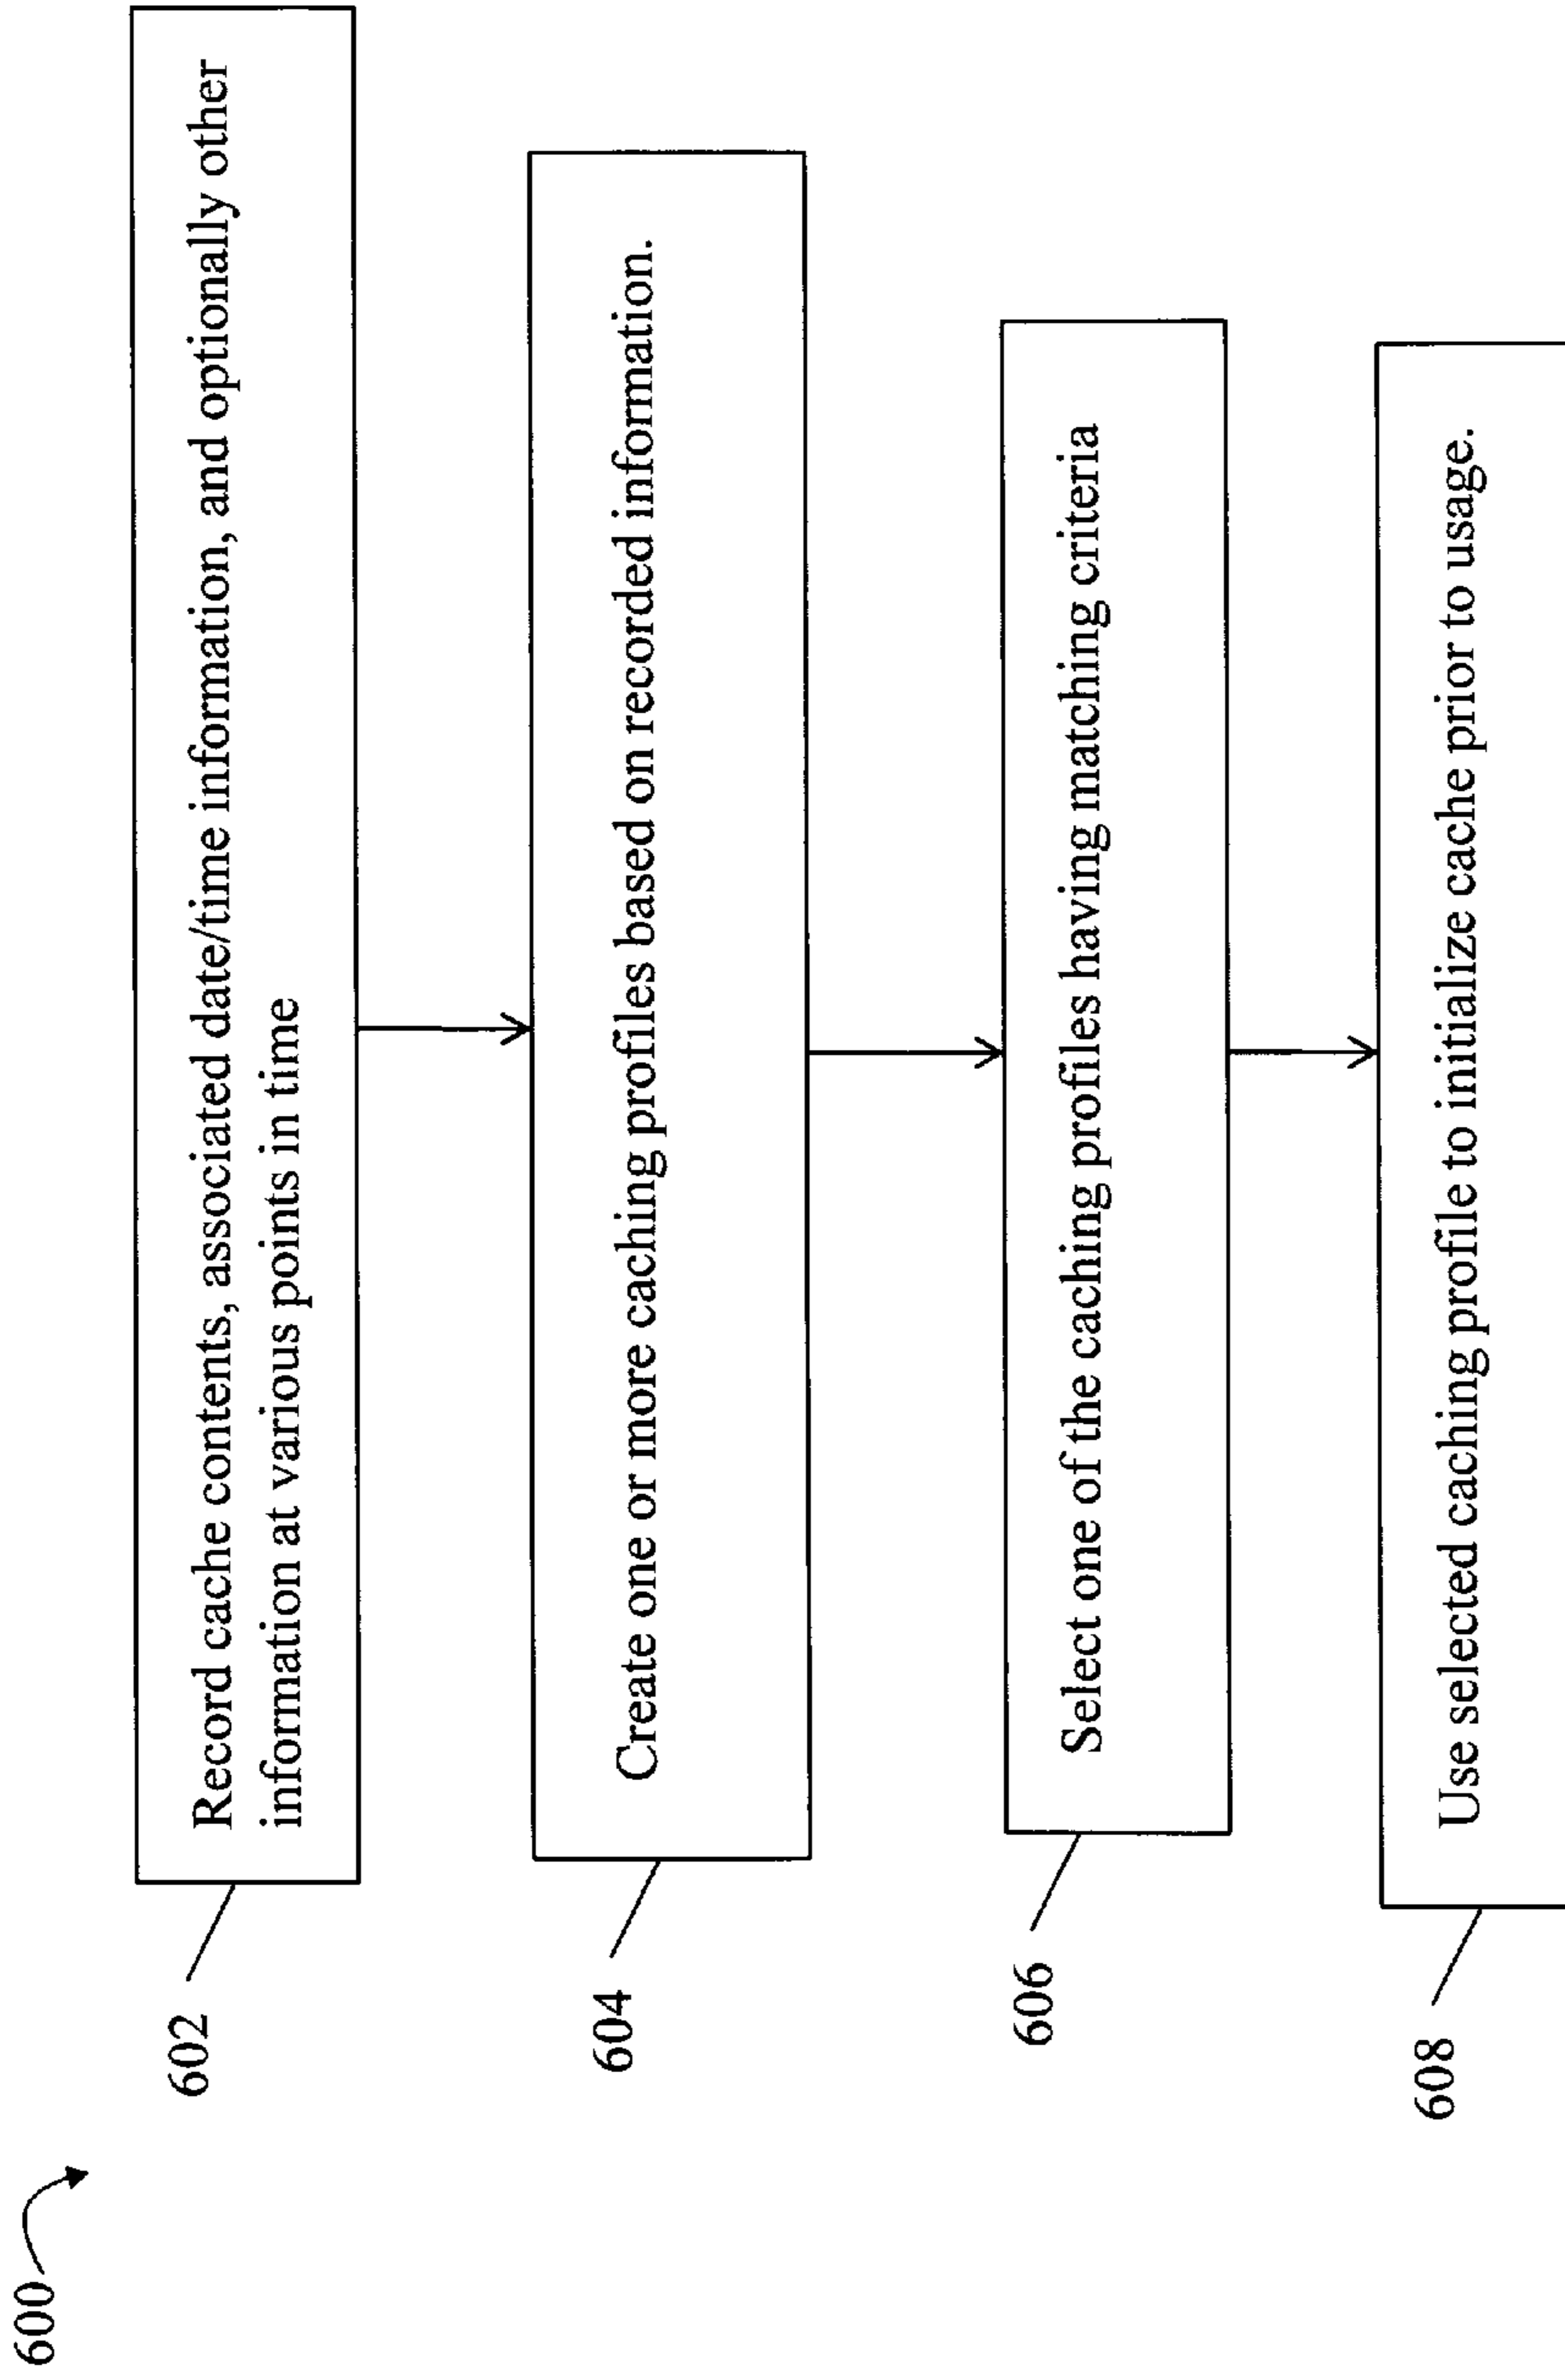 600
602
Record cache contents, associated date/time information, and optionally other
information at various points in time
604
Create one or more caching profiles based on recorded information.
606
Select one of the caching profiles having matching criteria
608
Use selected caching profile to initialize cache prior to usage.